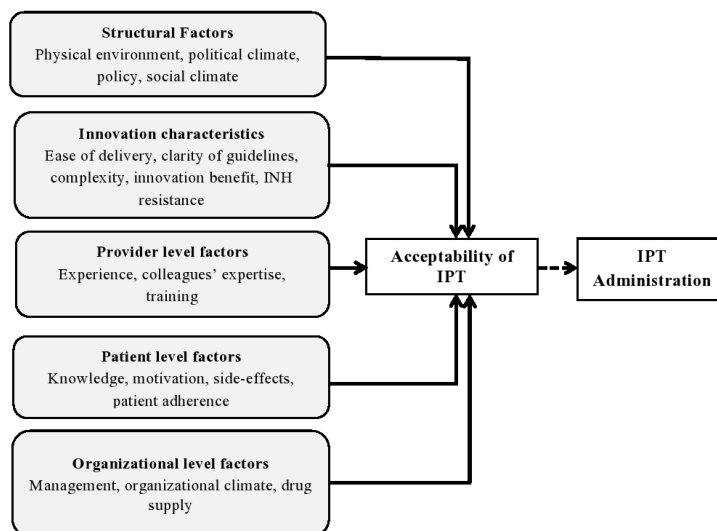 Structural Factors
Physical environment, political climate,
policy, social climate
Innovation characteristics
Ease of delivery, clarity of guidelines,
complexity, innovation benefit, INH
resistance
Provider level factors
Experience, colleagues’ expertise,
training
Patient level factors
Knowledge, motivation, side-effects,
patient adherence
Organizational level factors
Management, organizational climate, drug
supply
Acceptability of
IPT
IPT
Administration